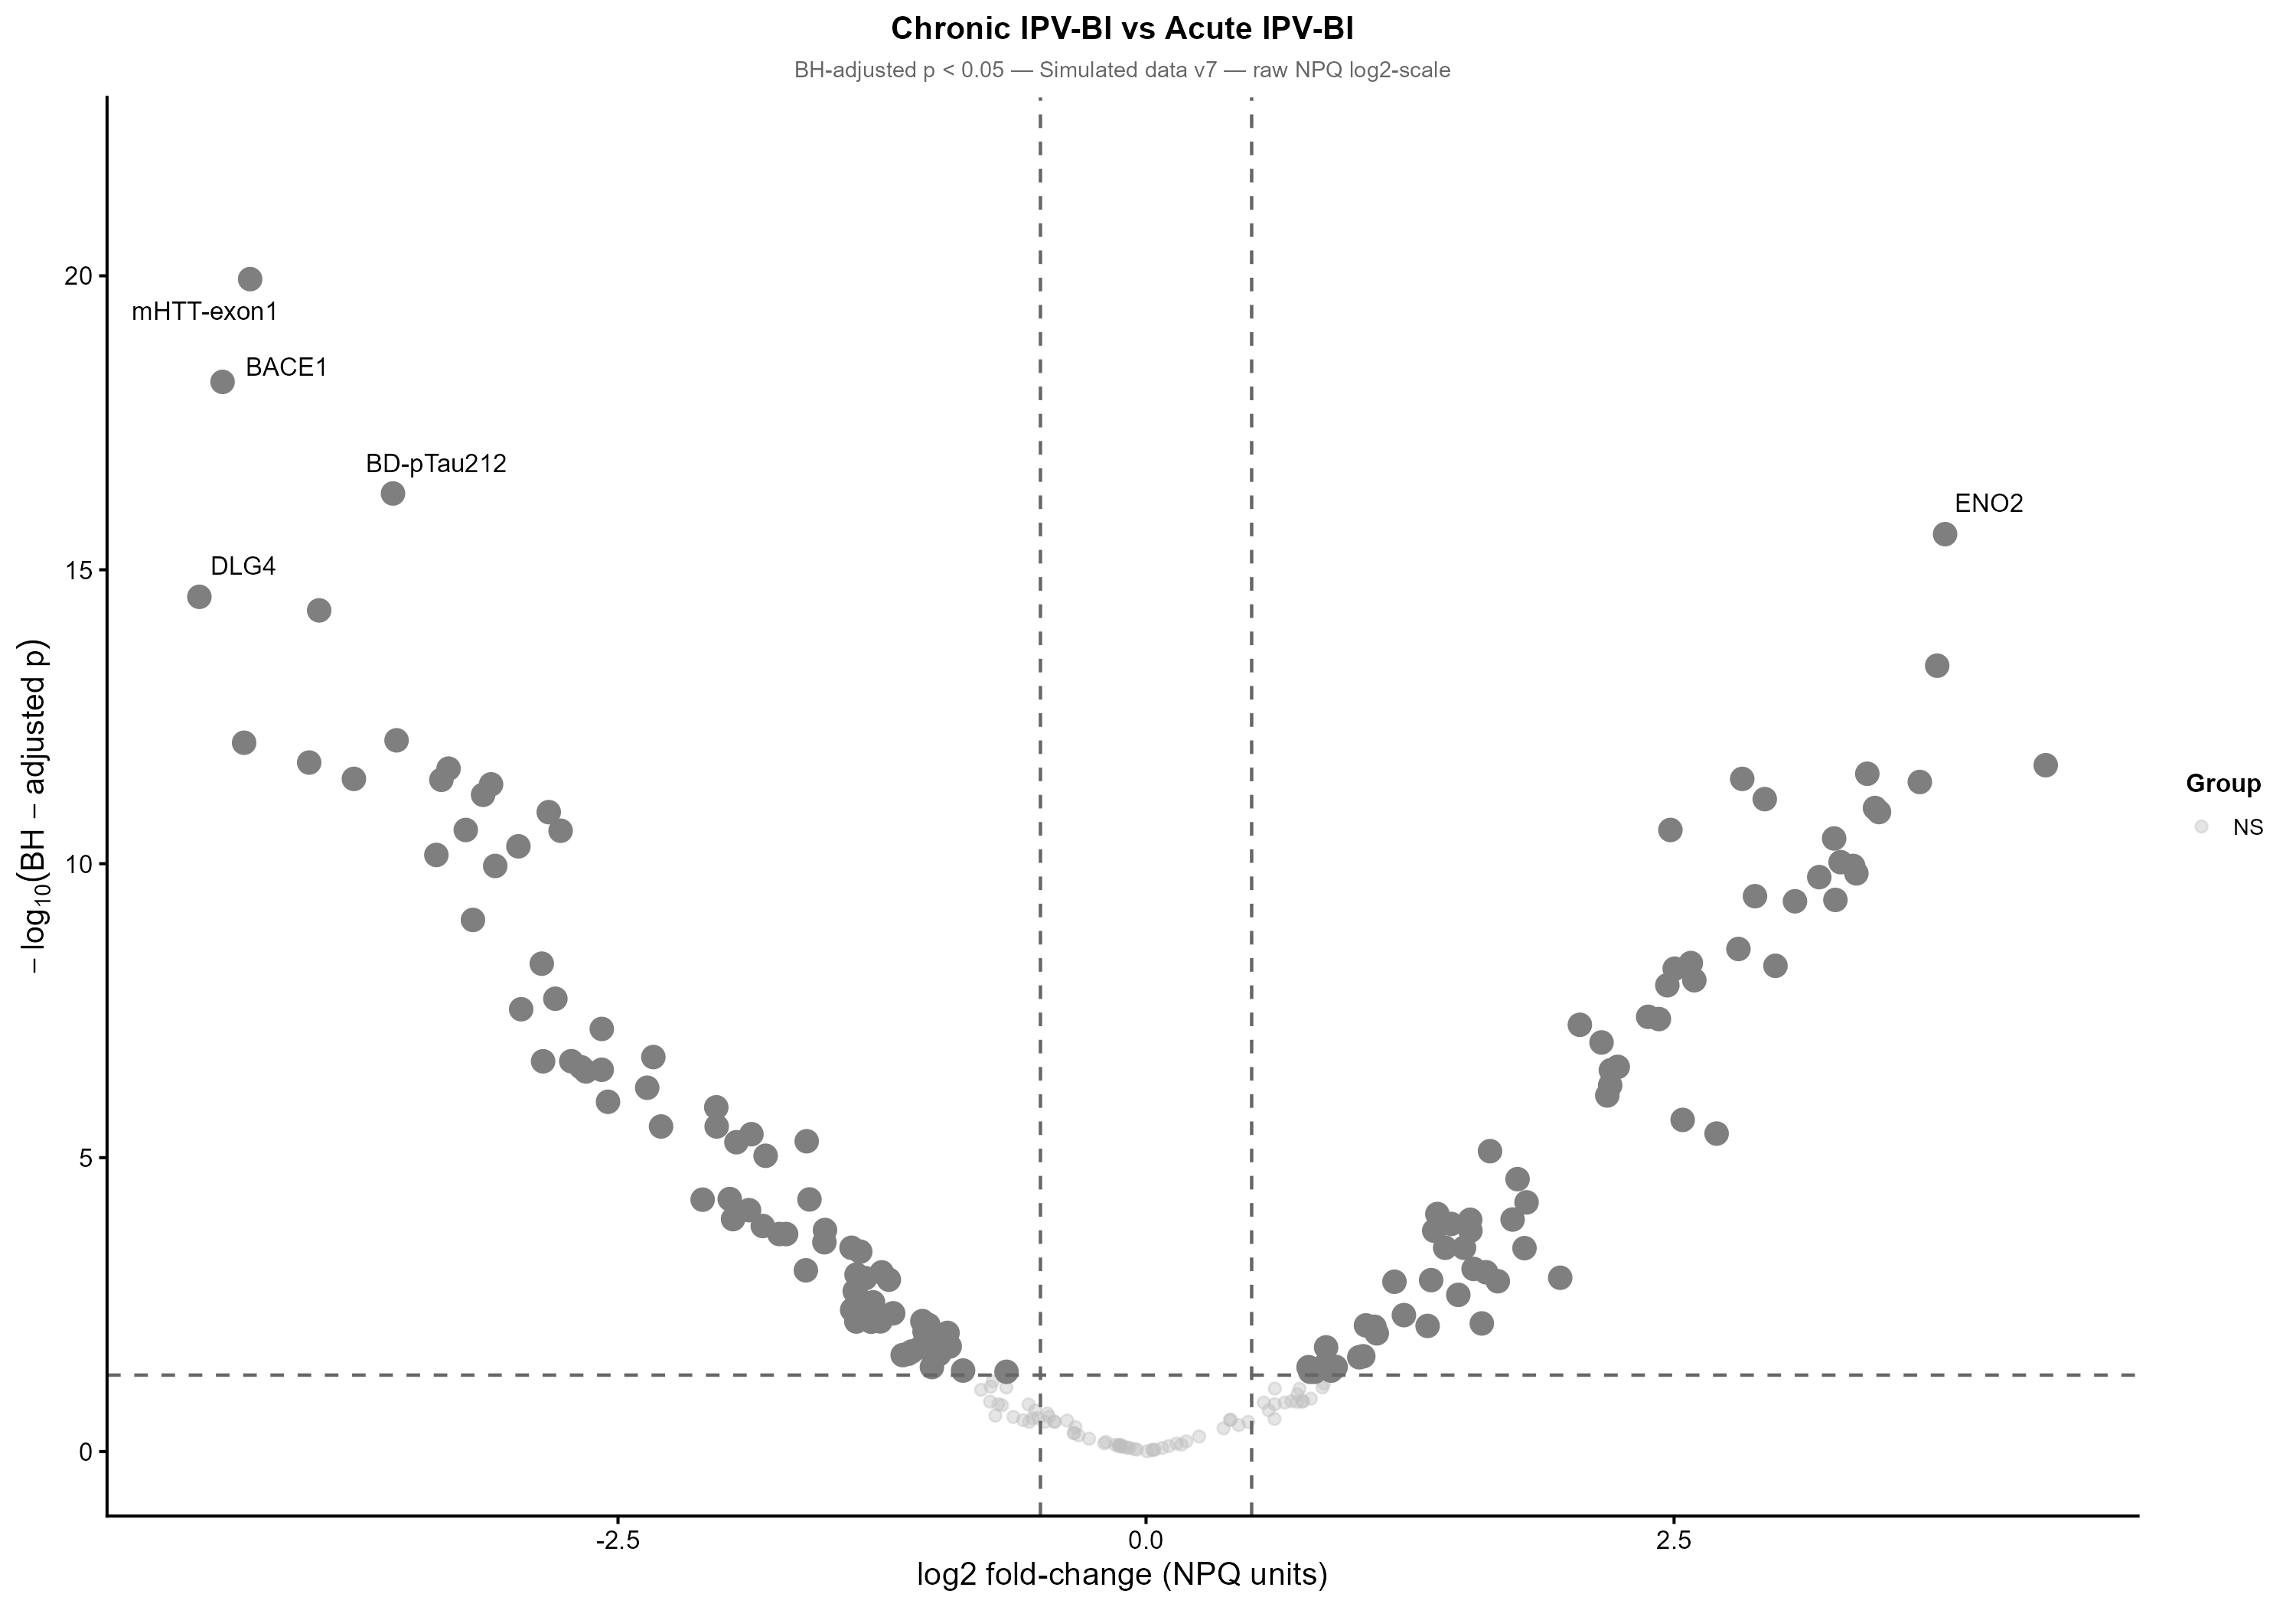 Chronic IPV-BI vs Acute IPV-BI
BH-adjusted p < 0.05 — Simulated data v7 — raw NPQ log2-scale
− log10(BH − adjusted p)
20
15
10
5
0
mHTT-exon1
BACE1
BD-pTau212
DLG4
ENO2
Group
NS
-2.5
0.0
2.5
log2 fold-change (NPQ units)